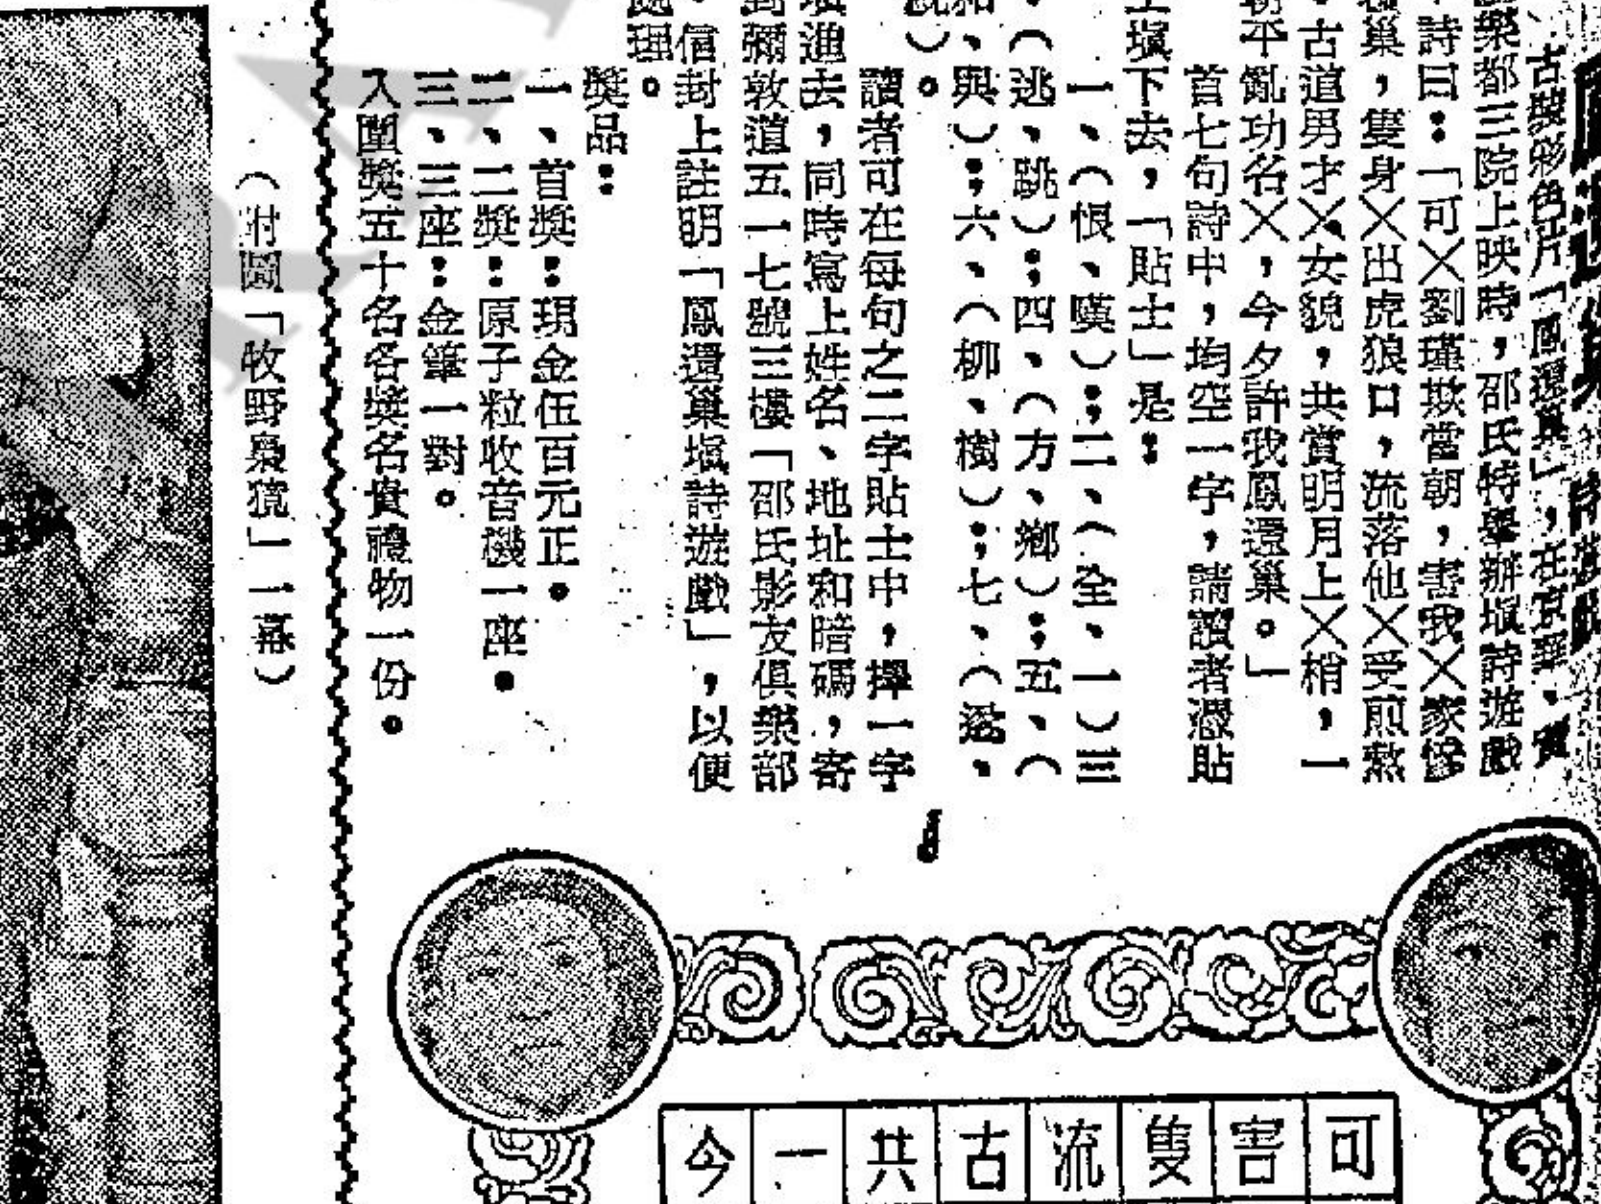 古裝彩色片「鳳還巢」，在京華、
樂都三院上映時，邵氏特舉辦塡詩遊戲
詩曰：「可╳劉瑾欺當朝，害我╳家慘
巢，隻身╳出虎狼口，流落他╳受煎熬
。古道男才╳女貌，共賞明月上╳梢，一
朝平亂功名╳，今夕許我鳳還巢。」
首七句詩中，均空一字，請讀者憑貼
塡下去，「貼士」是：
一、（恨、嘆）；二、（全、一）三
、（逃、跳）；四、（方、鄉）；五、（
和、與）；六、（柳、樹）；七、（
）。
讀者可在每句之二字貼士中，擇一字
塡進去，同時寫上姓名、地址和暗碼，寄
彌敦道五一七號三樓「邵氏影友俱樂部
，信封上註明「鳳還巢塡詩遊戲」，以便
處理。
獎品：
一、首獎：現金伍百元正。
二、二獎：原子粒收音機一座。
三、三座：金筆一對。
入圍獎五十名各獎名貴禮物一份。
（附圖「牧野梟獍」一幕）
可
害
隻
流
古
共
一
今